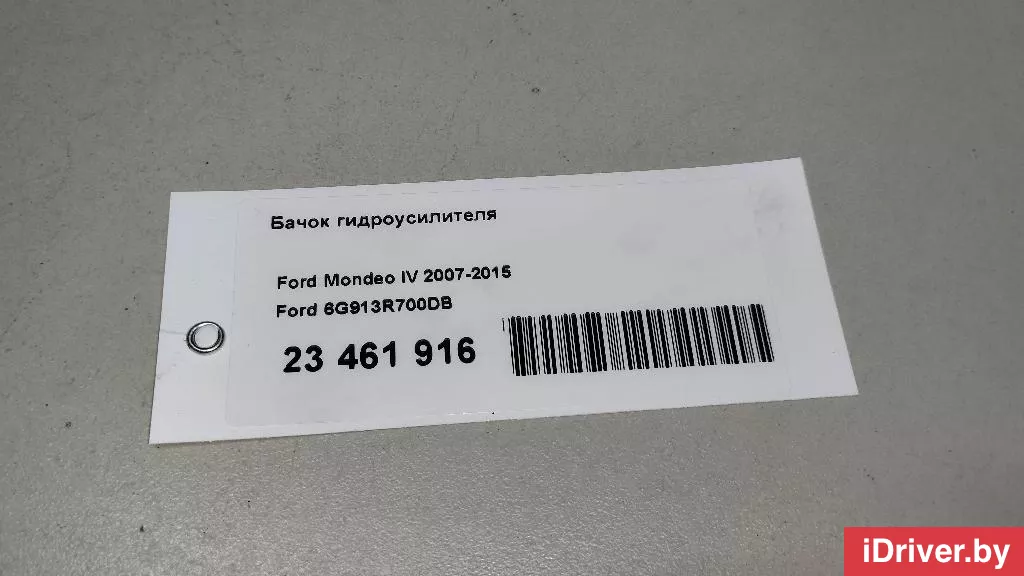 Бачок гидроусилителя
Ford Mondeo IV 2007-2015
Ford 6G913R700DB
23 461 916
iDriver.by